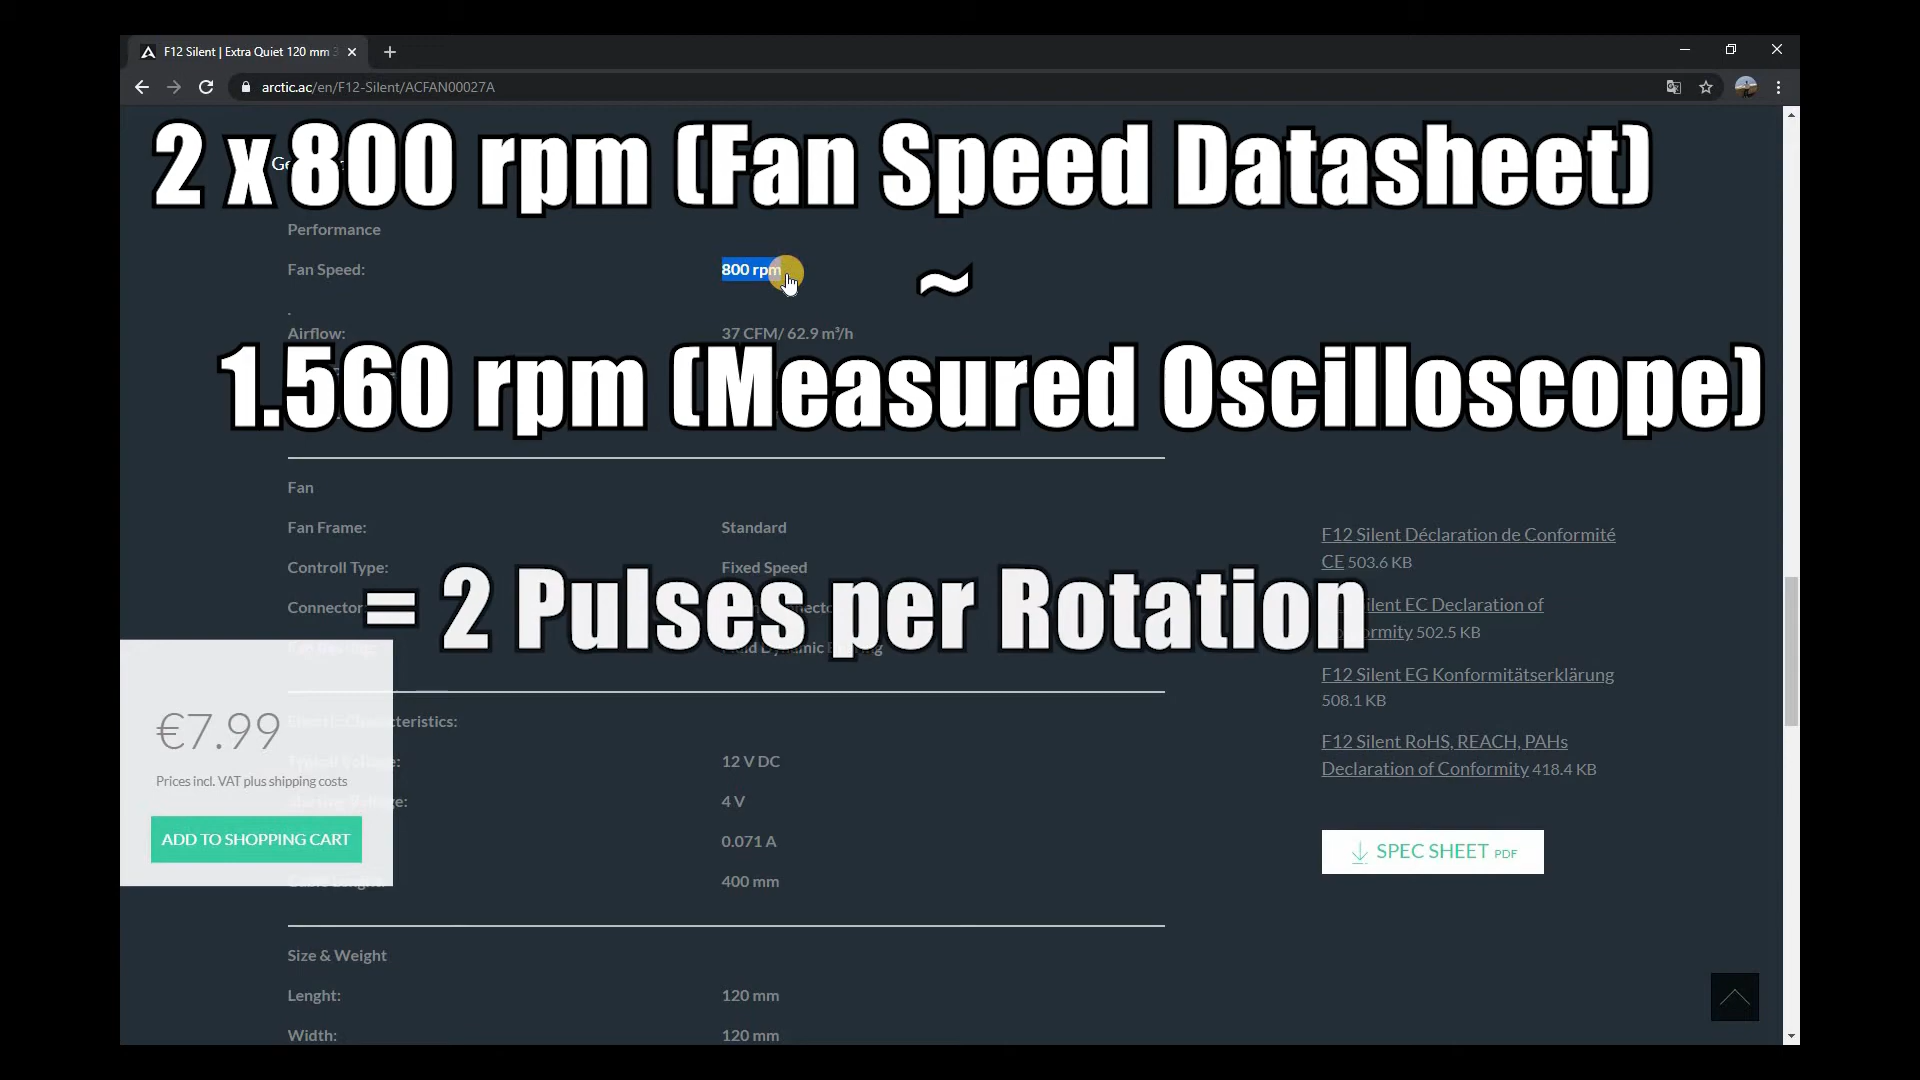 F12 Silent | Extra Quiet 120 mm
arctic.ac/en/F12-Silent/ACFAN00027A
2 x 800 rpm (Fan Speed Datasheet)
Performance
Fan Speed:
800 rpm
~
.
Airflow:
37 CFM/ 62.9 m³/h
1.560 rpm (Measured Oscilloscope)
Fan
Fan Frame:
Standard
Controll Type:
Fixed Speed
Connector
= 2 Pulses per Rotation
F12 Silent Déclaration de Conformité
CE 503.6 KB
EC Declaration of
502.5 KB
F12 Silent EG Konformitätserklärung
508.1 KB
F12 Silent RoHS, REACH, PAHs
Declaration of Conformity 418.4 KB
SPEC SHEET PDF
€7.99
Prices incl. VAT plus shipping costs
ADD TO SHOPPING CART
12 V DC
4 V
0.071 A
400 mm
Size & Weight
Lenght:
120 mm
Width:
120 mm